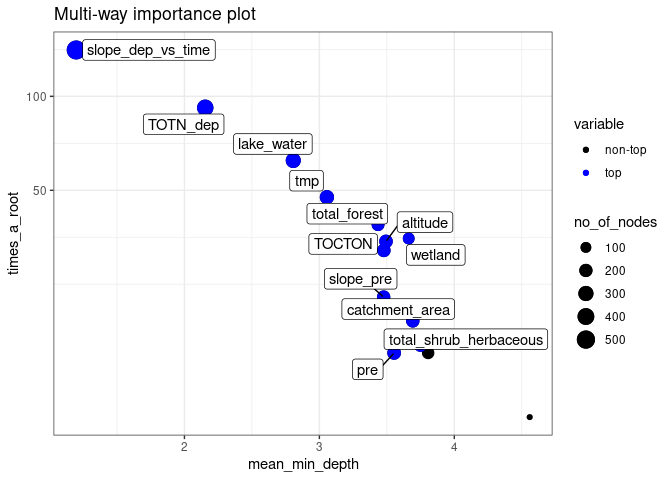 Multi-way importance plot
slope_dep_vs_time
100
TOTN_dep
lake_water
tmp
50
total_forest
altitude
TOCTON
wetland
slope_pre
catchment_area
total_shrub_herbaceous
pre
times_a_root
2
3
4
mean_min_depth
variable
non-top
top
no_of_nodes
100
200
300
400
500